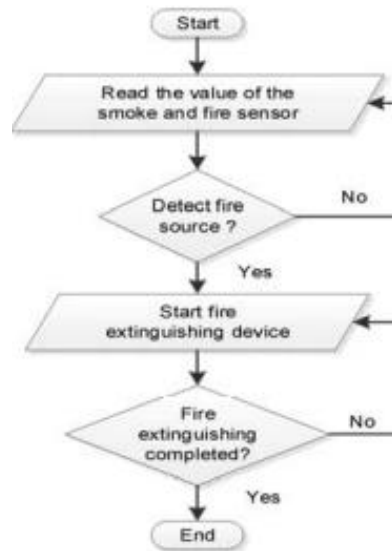 Start
Read the value of the
smoke and fire sensor
Detect fire
source ?
No
Yes
Start fire
extinguishing device
Fire
extinguishing
completed?
No
Yes
End